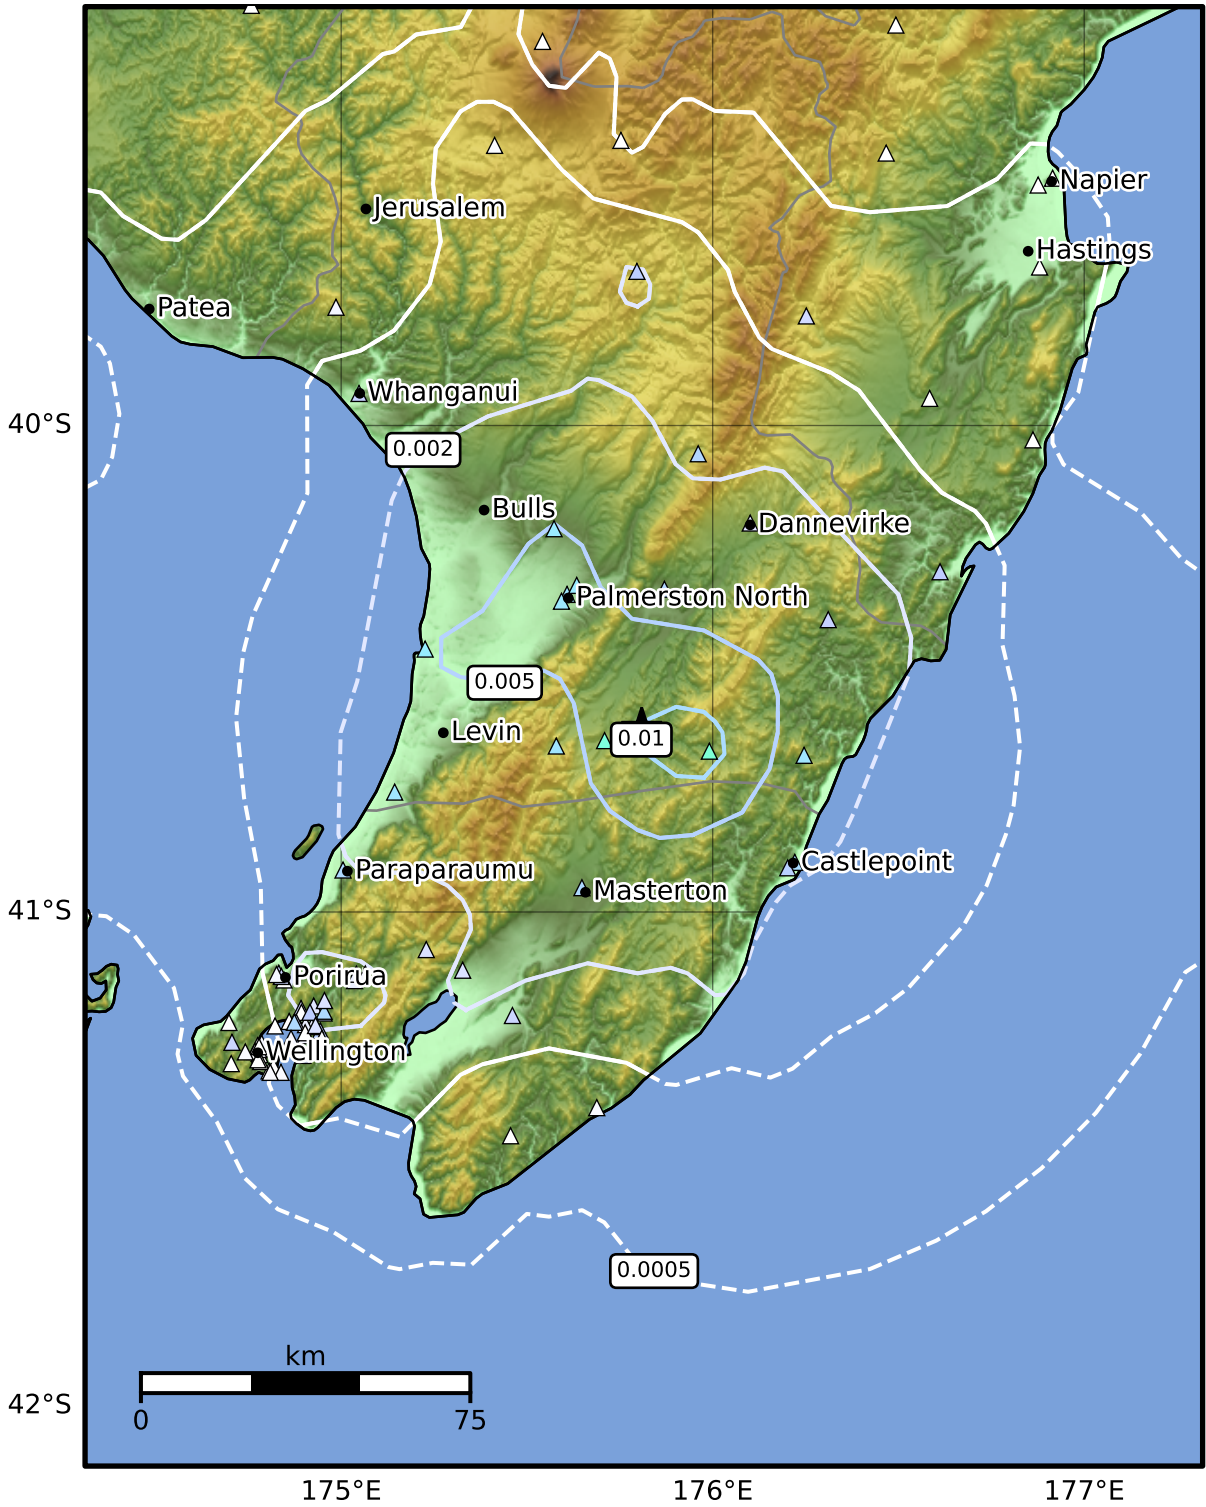 Napier
Jerusalem
Hastings
Patea
Whanganui
40°S
0.002
Bulls
Dannevirke
Palmerston North
0.005
Levin
0.01
Castlepoint
Paraparaumu
Masterton
41°S
Porirua
Wellington
0.0005
km
0 75
42°S
175°E 176°E 177°E